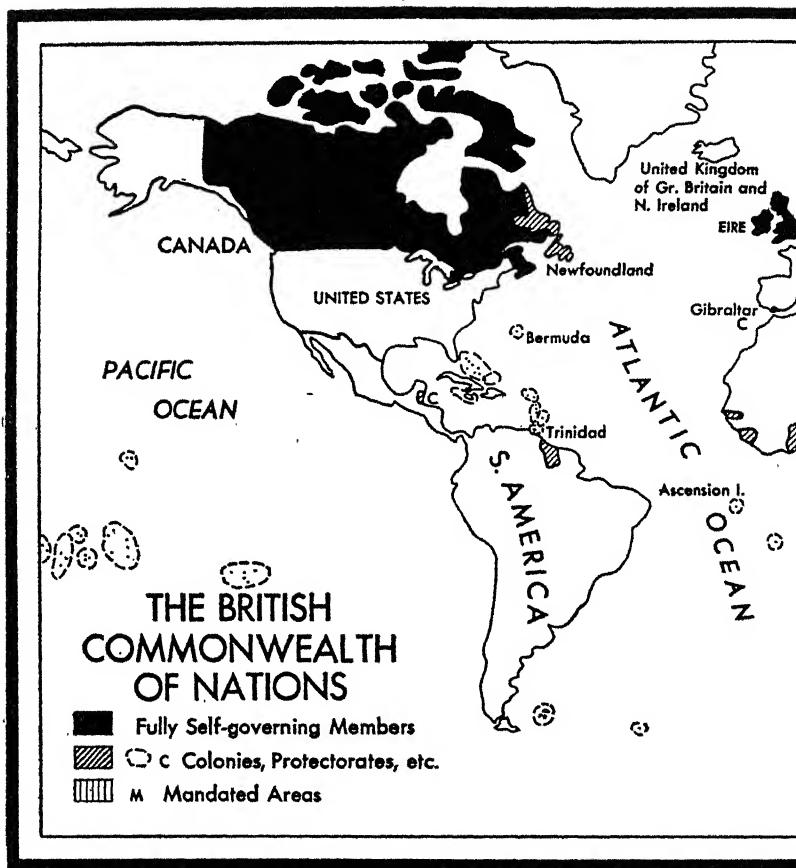 United Kingdom
of Gr. Britain and
N. Ireland
EIRE
CANADA
Newfoundland
UNITED STATES
Gibraltar
C
Bermuda
ATLANTIC
OCEAN
PACIFIC
OCEAN
C
Trinidad
S. AMERICA
Ascension I.
THE BRITISH
COMMONWEALTH
OF NATIONS
Fully Self-governing Members
C Colonies, Protectorates, etc.
M Mandated Areas